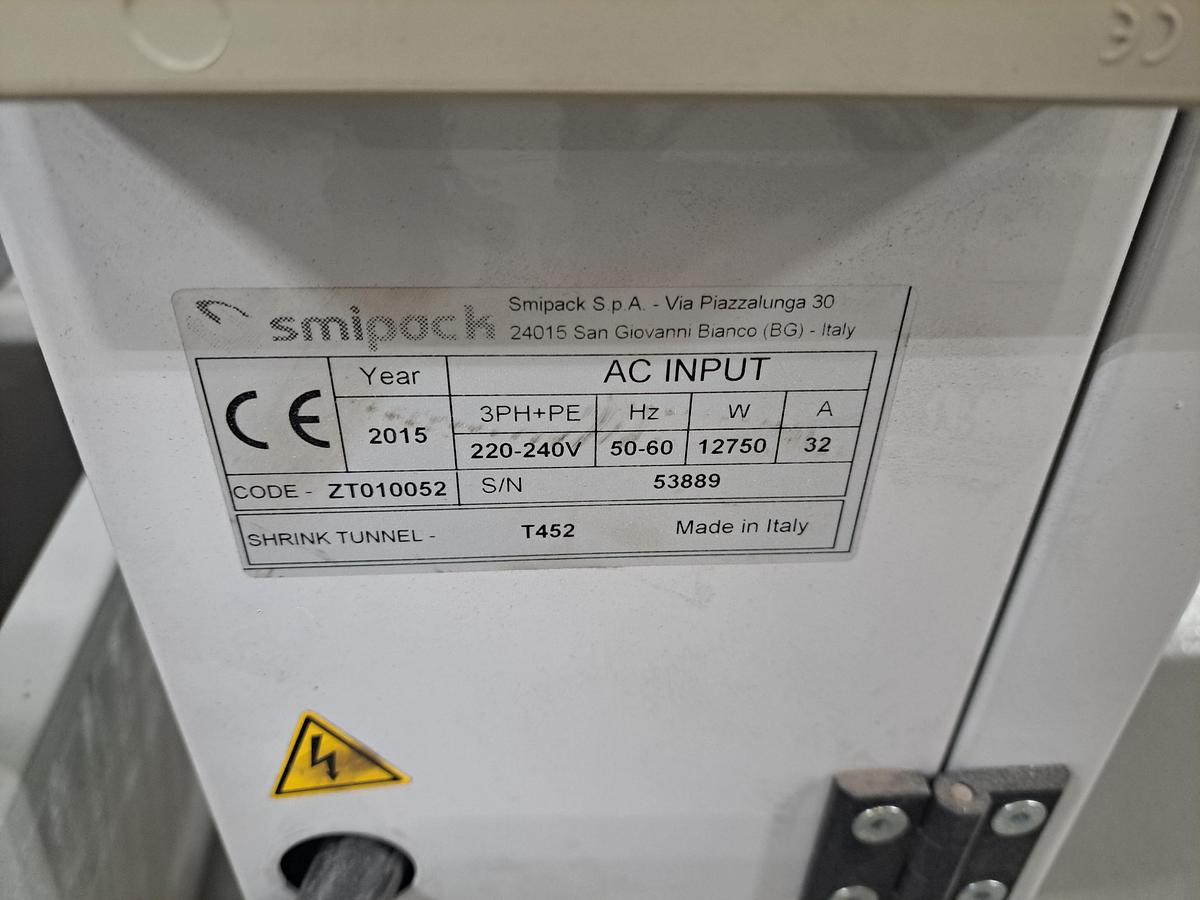 CE
smipack
Smipack S.p.A. - Via Piazzalunga 30
24015 San Giovanni Bianco (BG) - Italy
CE
Year
2015
AC INPUT
3PH+PE Hz W A
220-240V 50-60 12750 32
CODE - ZT010052 S/N 53889
SHRINK TUNNEL - T452 Made in Italy